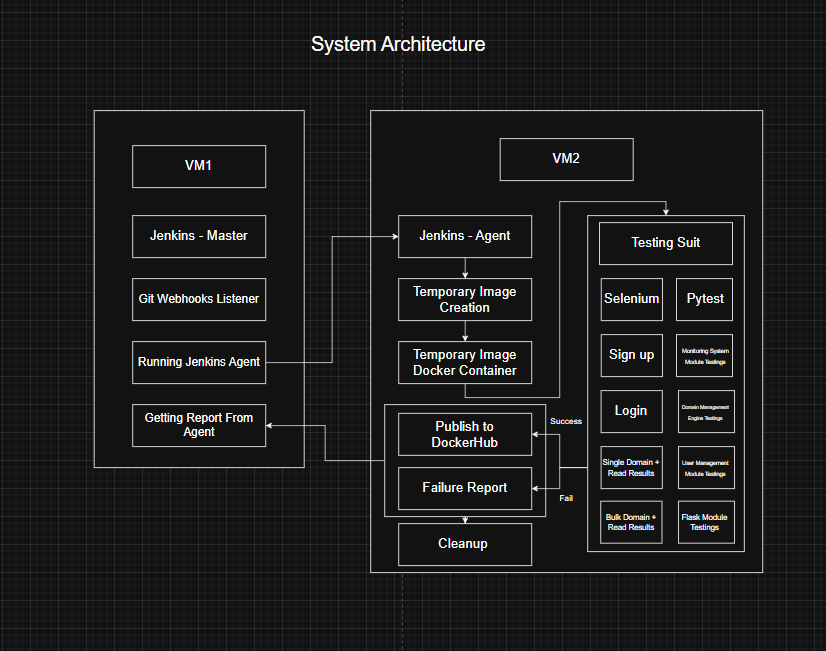 System Architecture
VM1
Jenkins - Master
Git Webhooks Listener
Running Jenkins Agent
Getting Report From
Agent
VM2
Jenkins - Agent
Temporary Image
Creation
Temporary Image
Docker Container
Publish to
DockerHub
Failure Report
Cleanup
Success
Fail
Testing Suit
Selenium
Pytest
Sign up
Monitoring System
Module Testings
Login
Domain Management
Engine Testings
Single Domain +
Read Results
User Management
Module Testings
Bulk Domain +
Read Results
Flask Module
Testings